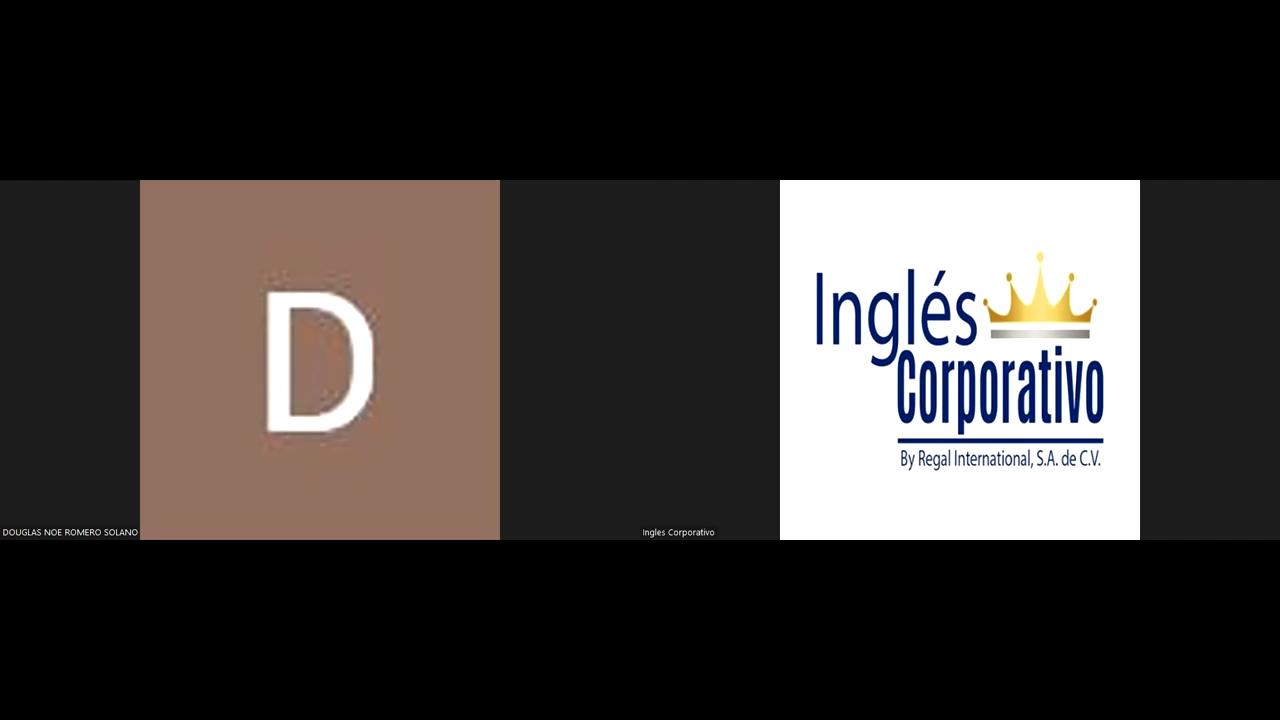 D
DOUGLAS NOE ROMERO SOLANO
Inglés
Corporativo
By Regal International, S.A. de C.V.
Ingles Corporativo